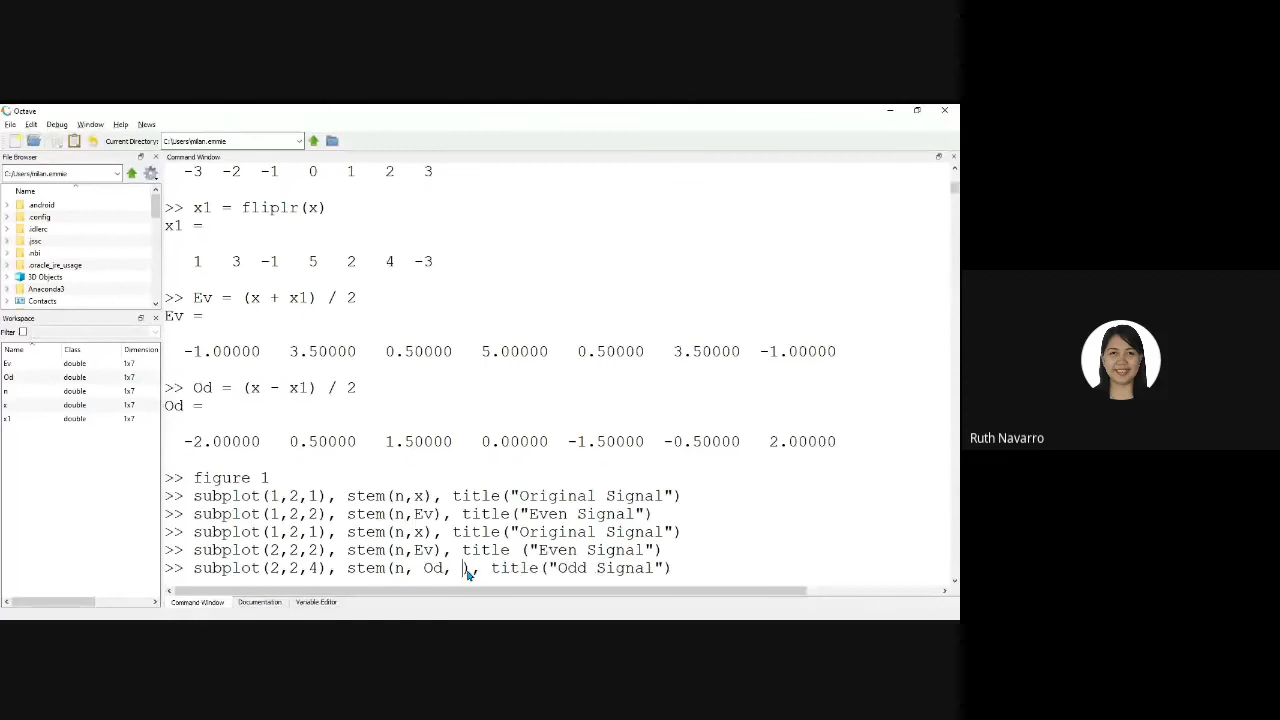 Octave
File Edit Debug Window Help News
Current Directory: C:\Users\milan.emmie
File Browser
C:/Users/milan.emmie
Name
.android
.config
.idlerc
.jssc
.nbi
.oracle_jre_usage
3D Objects
Anaconda3
Contacts
Workspace
Filter
Name Class Dimension
Ev double 1x7
Od double 1x7
n double 1x7
x double 1x7
x1 double 1x7
Command Window
-3 -2 -1 0 1 2 3
>> x1 = fliplr(x)
x1 =
1 3 -1 5 2 4 -3
>> Ev = (x + x1) / 2
Ev =
-1.00000 3.50000 0.50000 5.00000 0.50000 3.50000 -1.00000
>> Od = (x - x1) / 2
Od =
-2.00000 0.50000 1.50000 0.00000 -1.50000 -0.50000 2.00000
>> figure 1
>> subplot(1,2,1), stem(n,x), title("Original Signal")
>> subplot(1,2,2), stem(n,Ev), title("Even Signal")
>> subplot(1,2,1), stem(n,x), title("Original Signal")
>> subplot(2,2,2), stem(n,Ev), title ("Even Signal")
>> subplot(2,2,4), stem(n, Od, ), title("Odd Signal")
Command Window Documentation Variable Editor
Ruth Navarro